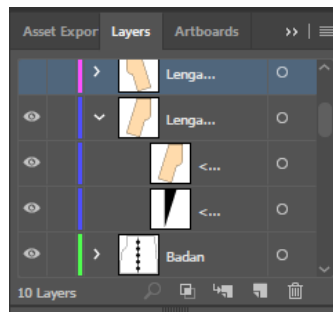 Asset Expor Layers Artboards
Lenga...
Lenga...
<...
<...
Badan
10 Layers